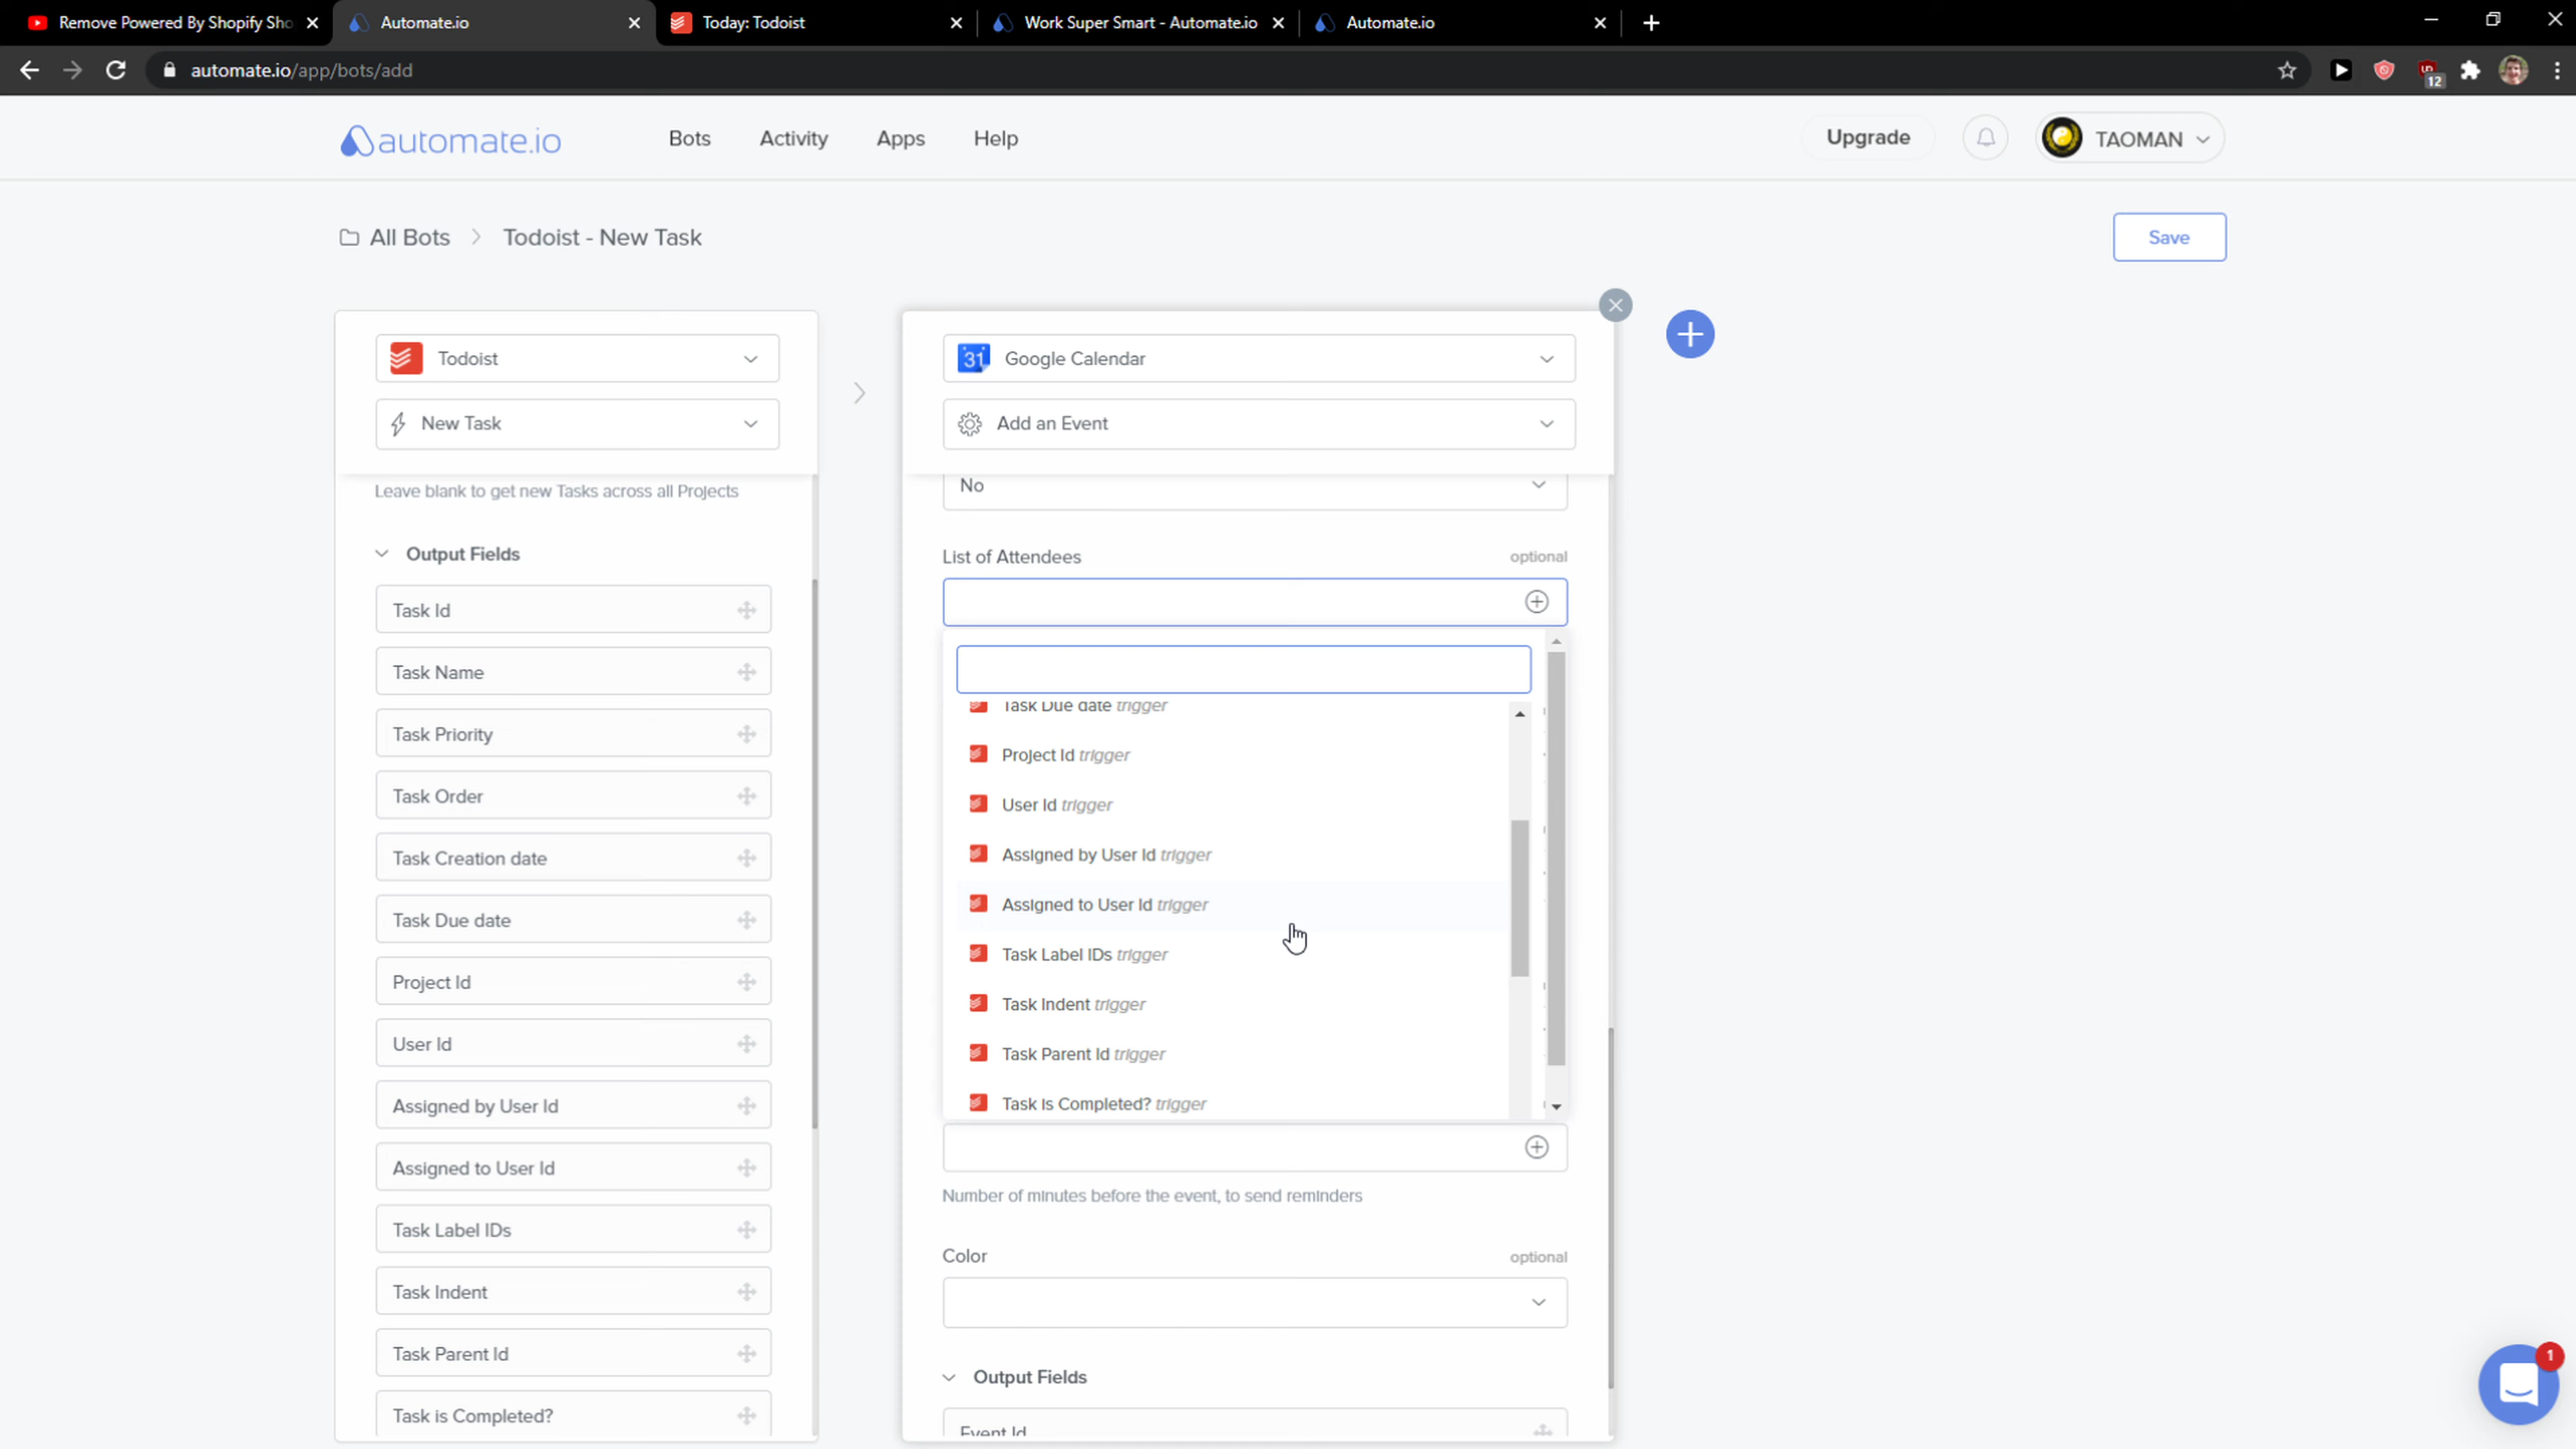 Remove Powered By Shopify Sho
Automate.io
Today: Todoist
Work Super Smart - Automate.io
Automate.io
automate.io/app/bots/add
12
automate.io
Bots
Activity
Apps
Help
Upgrade
TAOMAN
All Bots
Todoist - New Task
Save
Todoist
New Task
Leave blank to get new Tasks across all Projects
Output Fields
Task Id
Task Name
Task Priority
Task Order
Task Creation date
Task Due date
Project Id
User Id
Assigned by User Id
Assigned to User Id
Task Label IDs
Task Indent
Task Parent Id
Task is Completed?
31
Google Calendar
Add an Event
No
List of Attendees
optional
Task Due date trigger
Project Id trigger
User Id trigger
Assigned by User Id trigger
Assigned to User Id trigger
Task Label IDs trigger
Task Indent trigger
Task Parent Id trigger
Task is Completed? trigger
Number of minutes before the event, to send reminders
Color
optional
Output Fields
Event Id
1